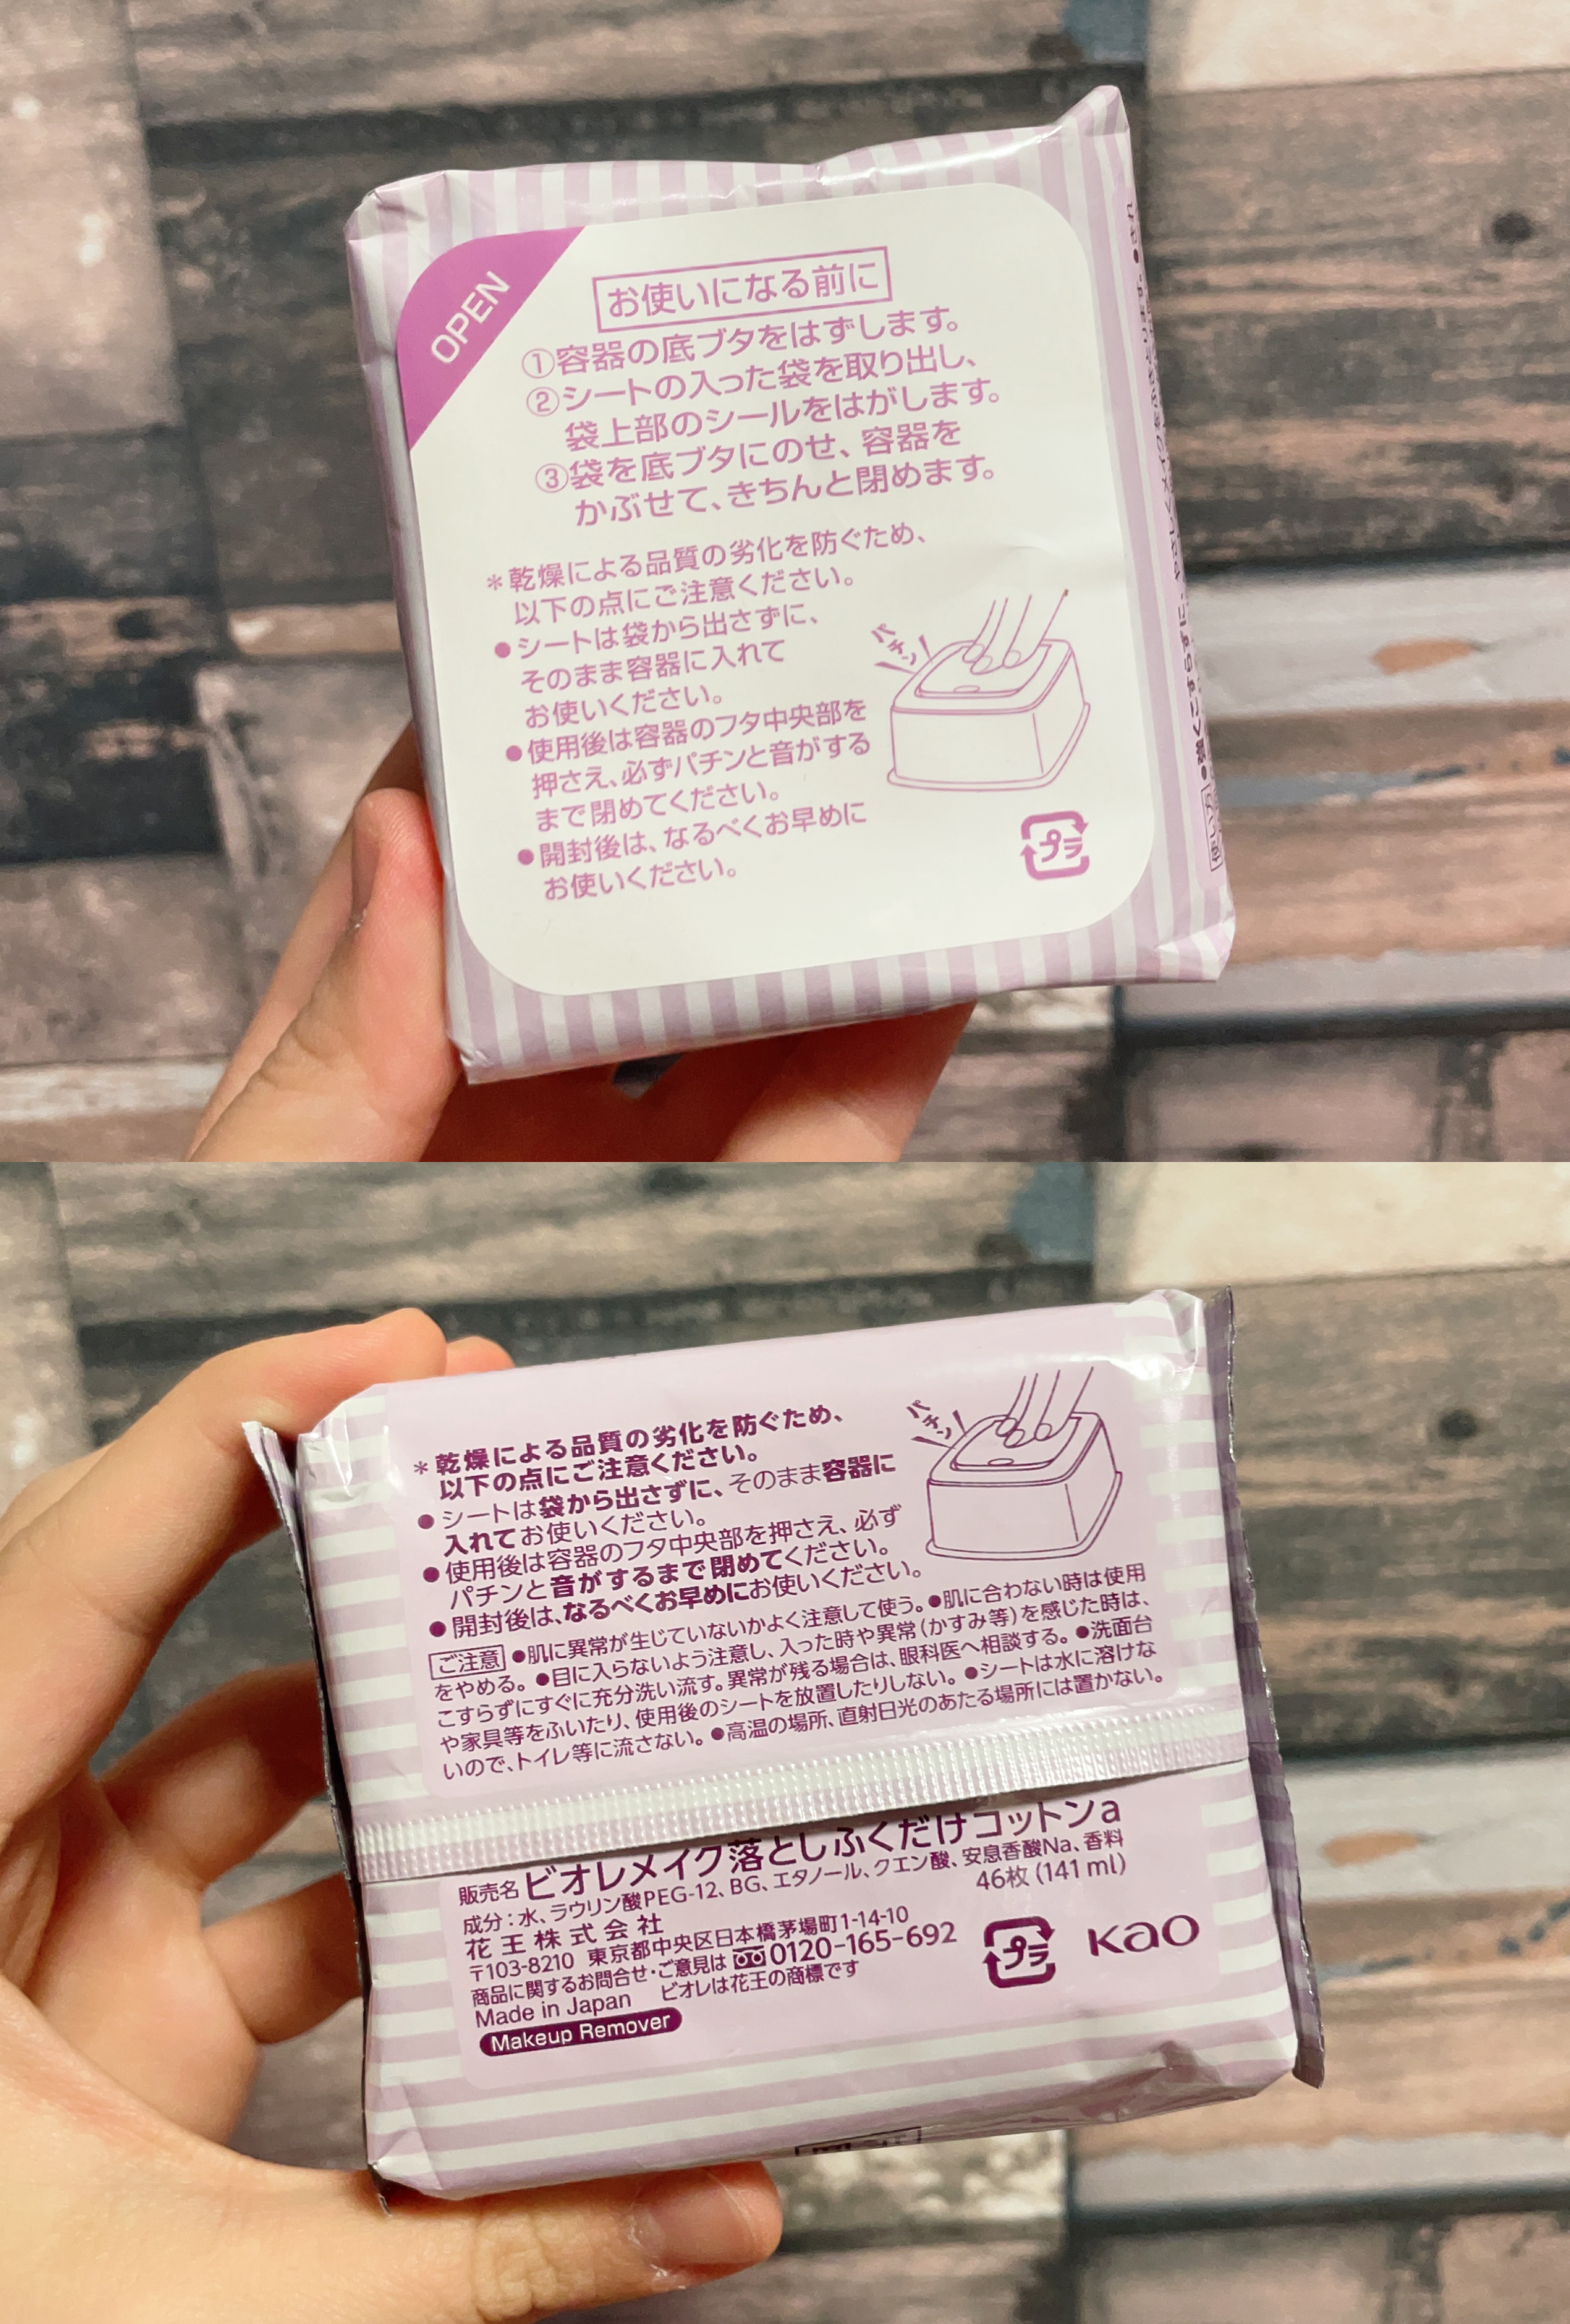 OPEN
お使いになる前に
①容器の底ブタをはずします。
②シートの入った袋を取り出し、
袋上部のシールをはがします。
③袋を底ブタにのせ、容器を
かぶせて、きちんと閉めます。
＊乾燥による品質の劣化を防ぐため、
以下の点にご注意ください。
●シートは袋から出さずに、
そのまま容器に入れて
お使いください。
●使用後は容器のフタ中央部を
押さえ、必ずパチンと音がする
まで閉めてください。
●開封後は、なるべくお早めに
お使いください。
パチン
プラ
使い方
＊乾燥による品質の劣化を防ぐため、
以下の点にご注意ください。
●シートは袋から出さずに、そのまま容器に
入れてお使いください。
●使用後は容器のフタ中央部を押さえ、必ず
パチンと音がするまで閉めてください。
●開封後は、なるべくお早めにお使いください。
パチン
ご注意 ●肌に異常が生じていないかよく注意して使う。●肌に合わない時は使用
をやめる。●目に入らないよう注意し、入った時や異常(かすみ等)を感じた時は、
こすらずにすぐに充分洗い流す。異常が残る場合は、眼科医へ相談する。●洗面台
や家具等をふいたり、使用後のシートを放置したりしない。●シートは水に溶けな
いので、トイレ等に流さない。●高温の場所、直射日光のあたる場所には置かない。
販売名 ビオレメイク落としふくだけコットンa
成分：水、ラウリン酸PEG-12、BG、エタノール、クエン酸、安息香酸Na、香料
46枚(141ml)
花王株式会社
〒103-8210 東京都中央区日本橋茅場町1-14-10
商品に関するお問合せ・ご意見は 0120-165-692
Made in Japan ビオレは花王の商標です
Makeup Remover
プラ
Kao